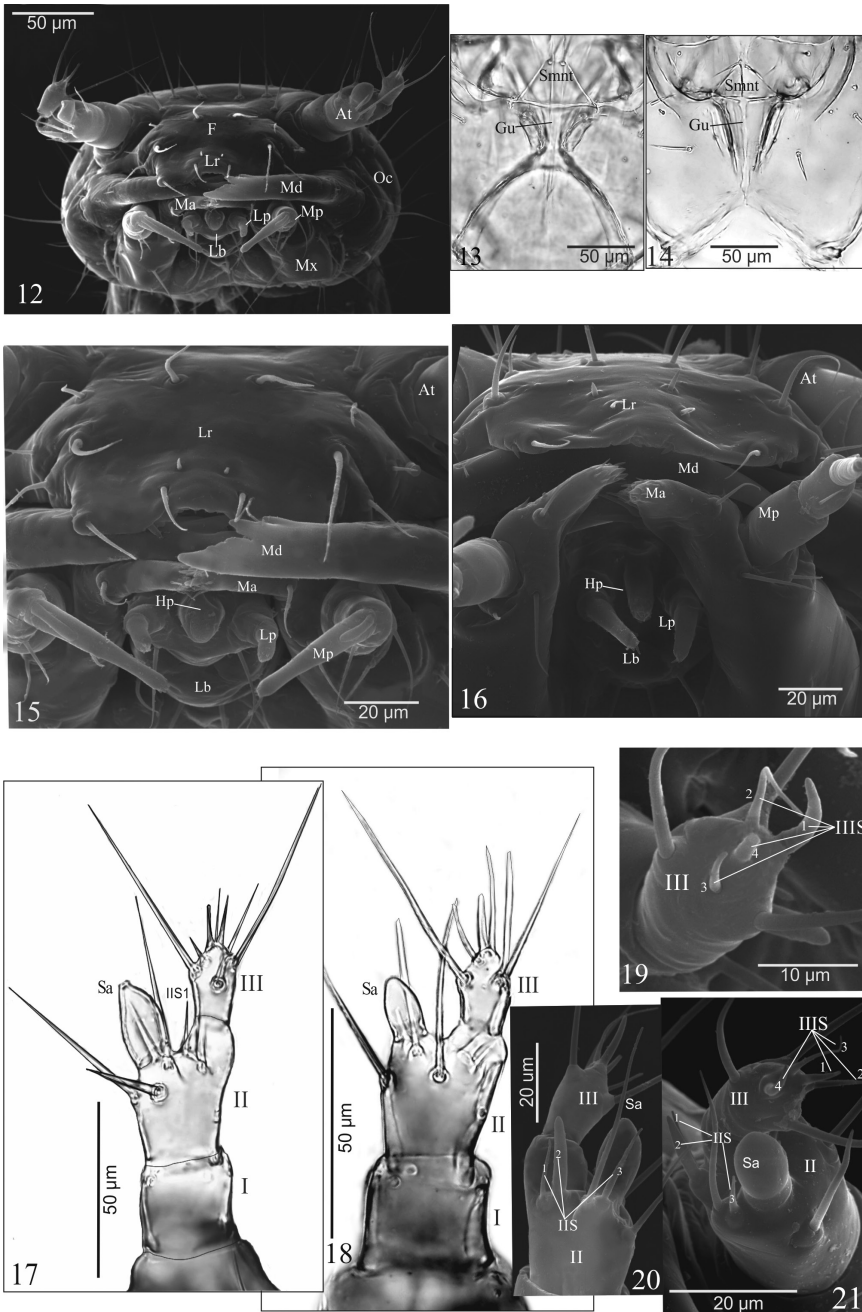 50 µm
At
F
Lr
Oc
Md
Ma
Lp
Mp
Lb
Mx
12
Smnt
Gu
50 µm
13
Smnt
Gu
50 µm
14
At
Lr
Md
Ma
Hp
Lp
Mp
Lb
20 µm
15
At
Lr
Md
Ma
Mp
Hp
Lp
Lb
20 µm
16
Sa
IIS1
III
II
I
50 µm
17
Sa
III
II
I
50 µm
18
2
1
IIIS
4
III
3
10 µm
19
20 um
III
Sa
2
1
3
IIS
II
20
IIIS
3
1
2
4
III
1
IIS
2
Sa
II
3
20 µm
21